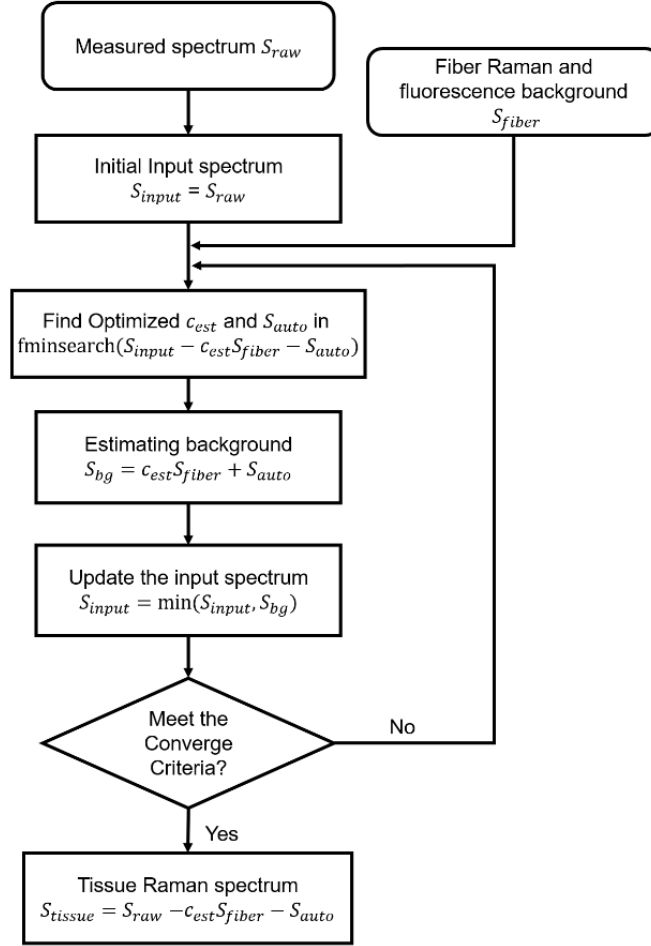 Measured spectrum S_raw
Fiber Raman and
fluorescence background
S_fiber
Initial Input spectrum
S_input = S_raw
Find Optimized c_est and S_auto in
fminsearch(S_input − c_est S_fiber − S_auto)
Estimating background
S_bg = c_est S_fiber + S_auto
Update the input spectrum
S_input = min(S_input, S_bg)
Meet the
Converge
Criteria?
No
Yes
Tissue Raman spectrum
S_tissue = S_raw −c_est S_fiber − S_auto